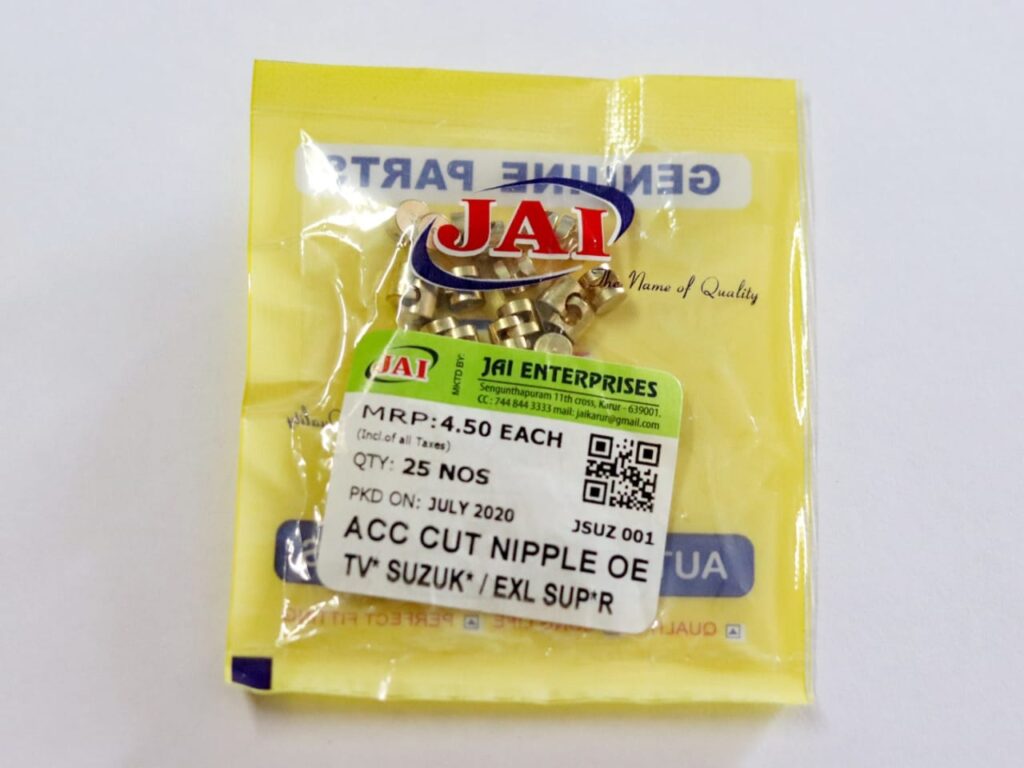 GENUINE PARTS
JAI
The Name of Quality
JAI
MKTD BY:
JAI ENTERPRISES
Sengunthapuram 11th cross, Karur - 639001.
CC : 744 844 3333 mail: jaikarur@gmail.com
MRP: 4.50 EACH
(Incl.of all Taxes)
QTY: 25 NOS
PKD ON: JULY 2020
JSUZ 001
ACC CUT NIPPLE OE
TV* SUZUK* / EXL SUP*R
PERFECT FITTING